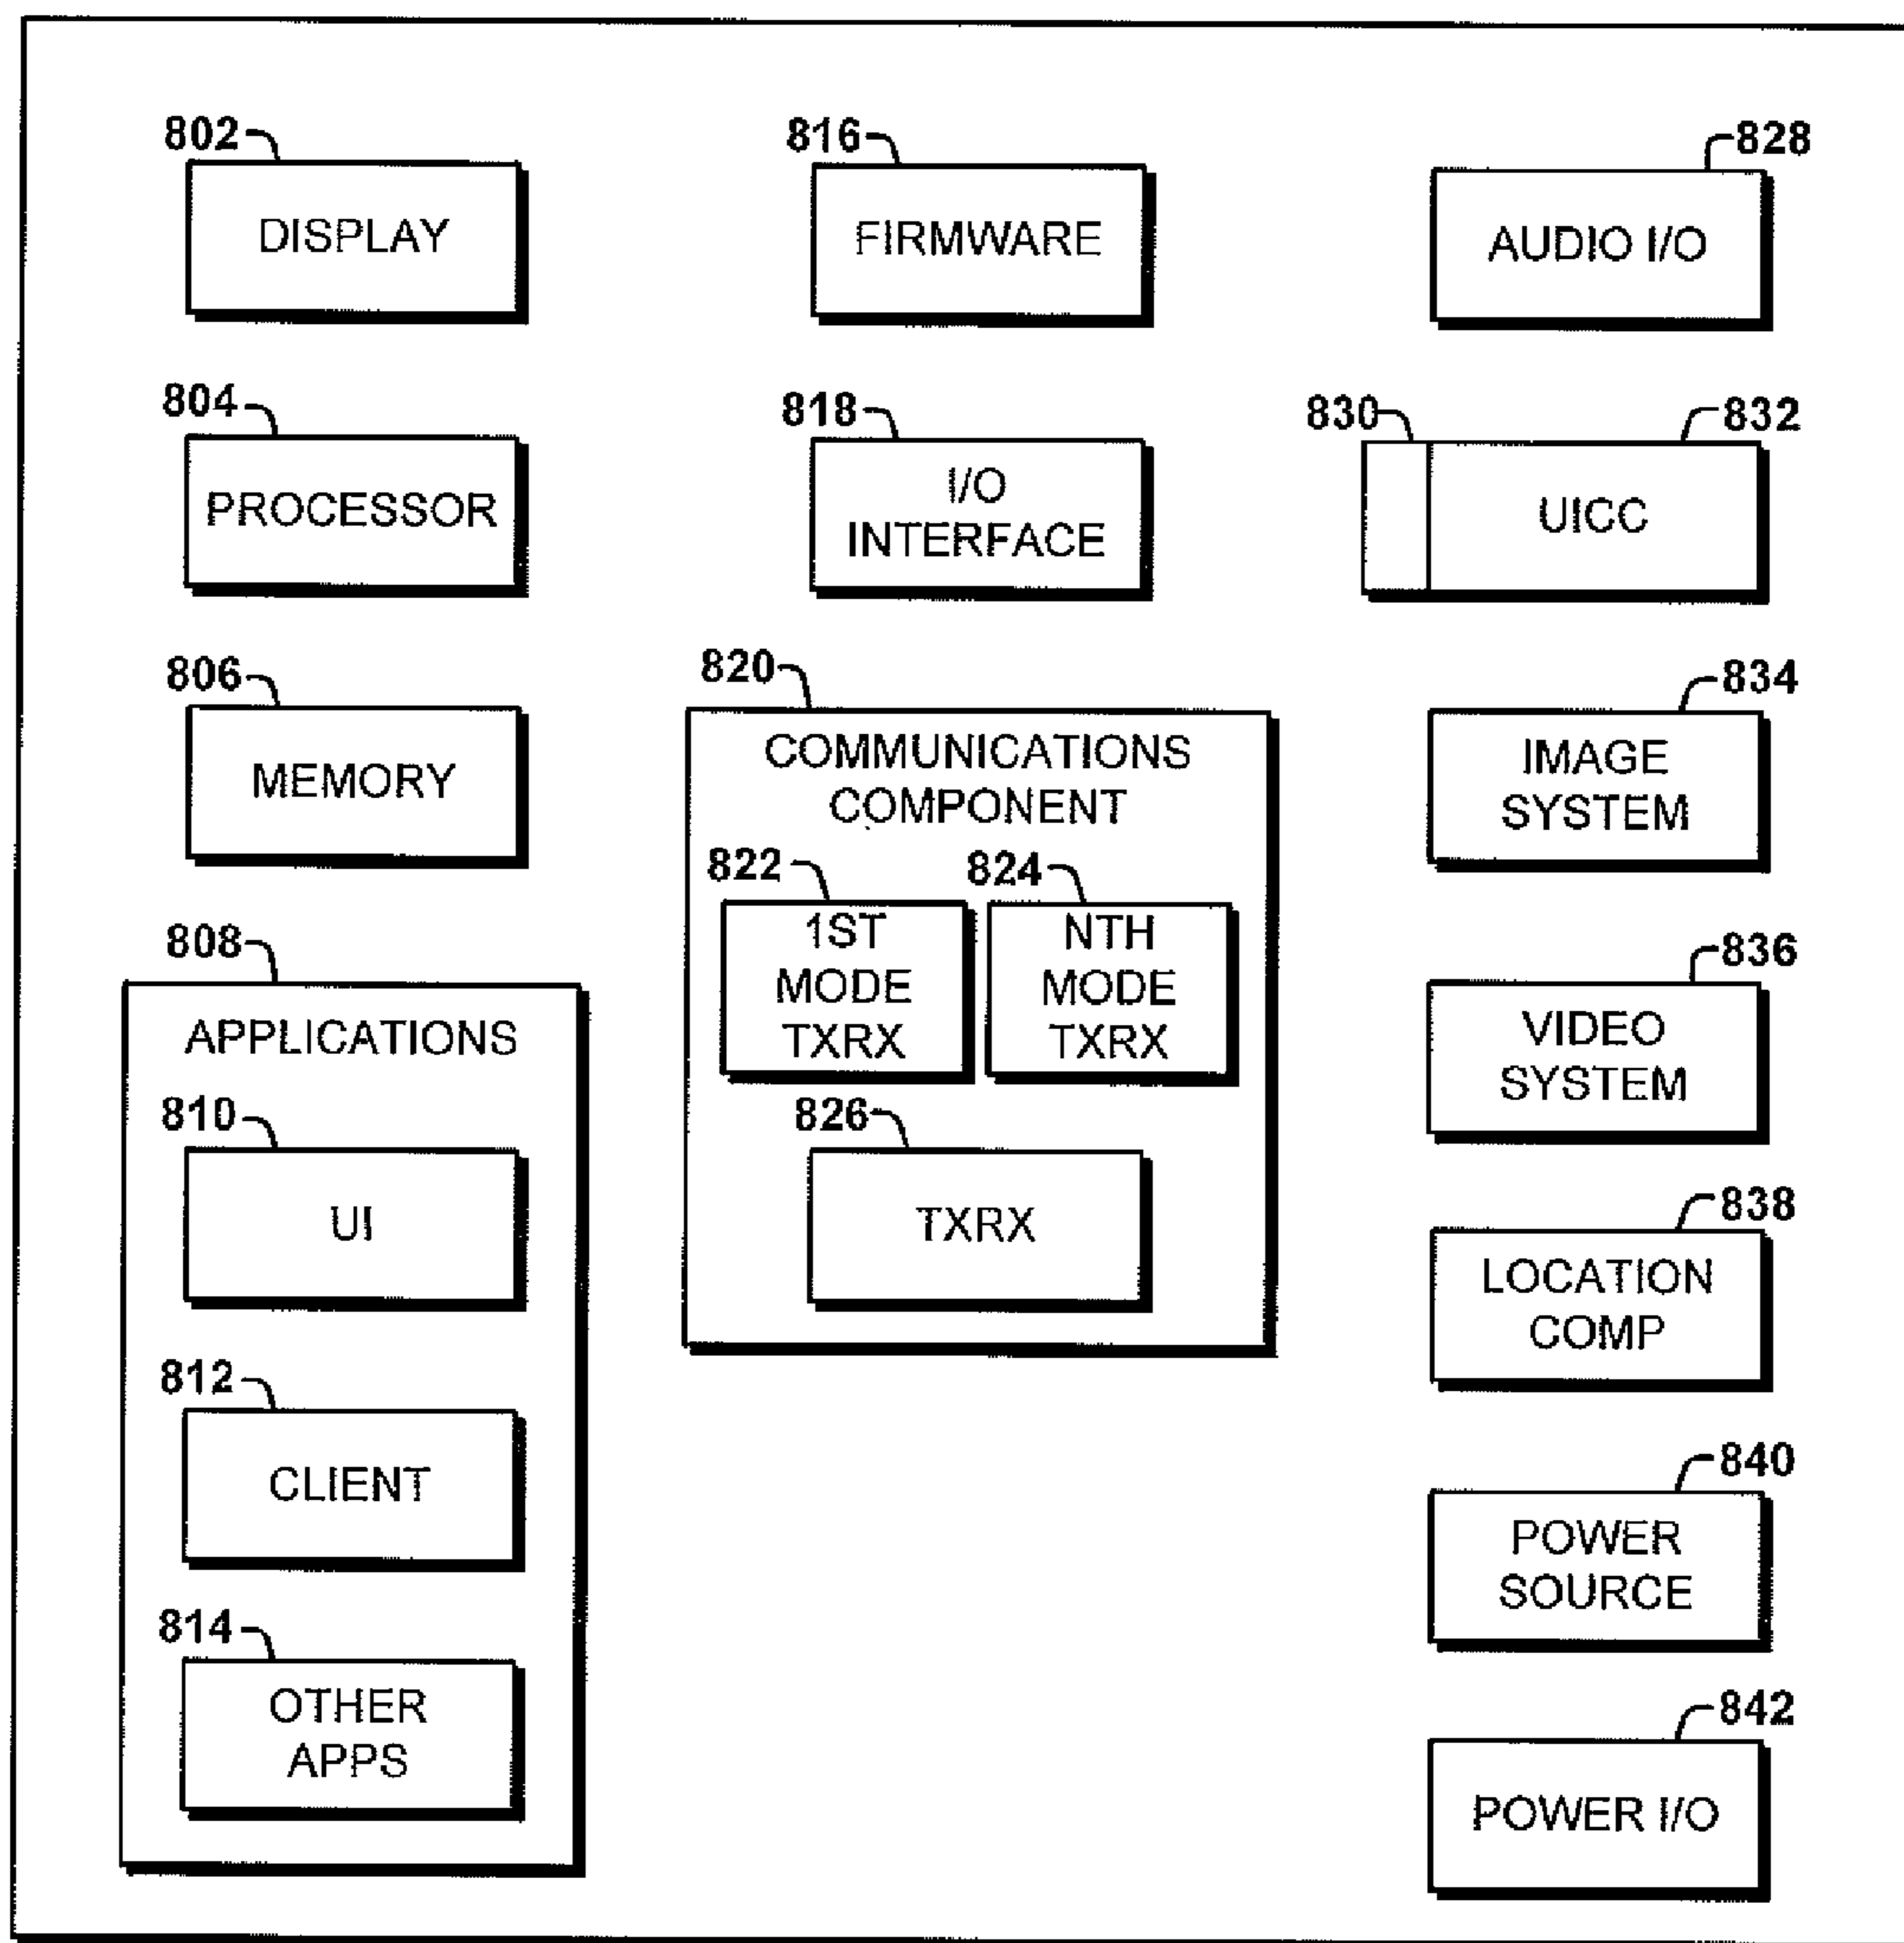 802
DISPLAY
804
PROCESSOR
806
MEMORY
808
APPLICATIONS
810
UI
812
CLIENT
814
OTHER
APPS
816
FIRMWARE
818
I/O
INTERFACE
820
COMMUNICATIONS
COMPONENT
822
1ST
MODE
TXRX
824
NTH
MODE
TXRX
826
TXRX
828
AUDIO I/O
830
832
UICC
834
IMAGE
SYSTEM
836
VIDEO
SYSTEM
838
LOCATION
COMP
840
POWER
SOURCE
842
POWER I/O